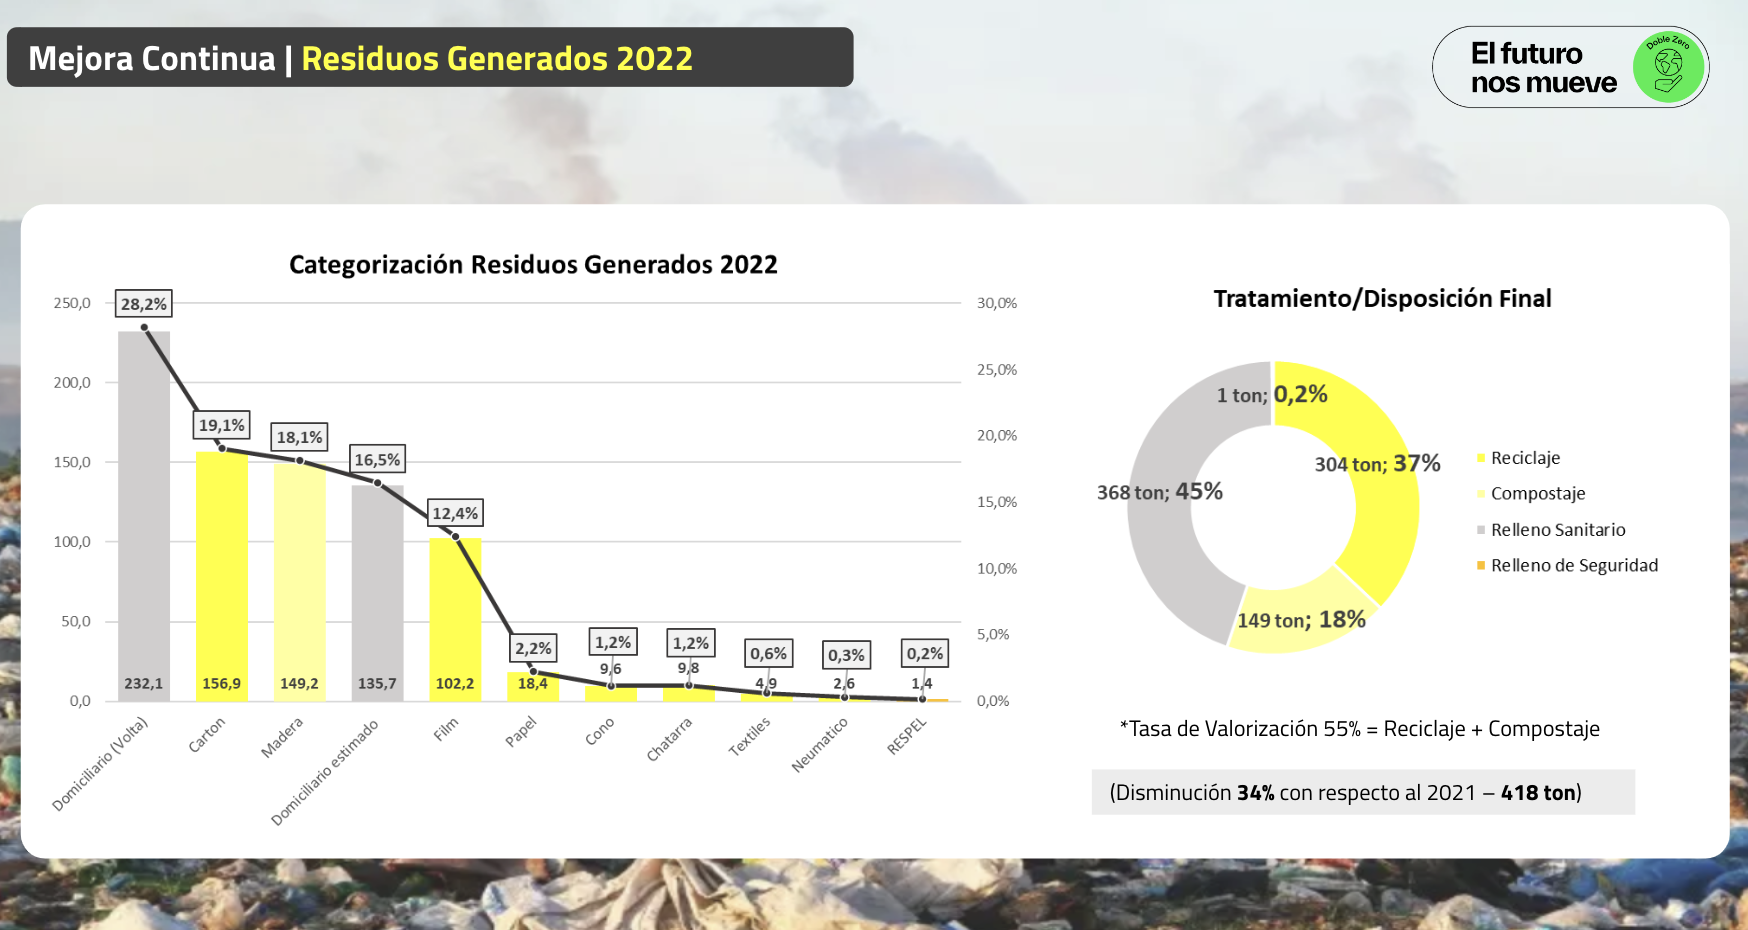 Mejora Continua | Residuos Generados 2022
El futuro
nos mueve
Doble Zero
Categorización Residuos Generados 2022
250,0
200,0
150,0
100,0
50,0
0,0
30,0%
25,0%
20,0%
15,0%
10,0%
5,0%
0,0%
28,2%
19,1%
18,1%
16,5%
12,4%
2,2%
1,2%
1,2%
0,6%
0,3%
0,2%
232,1
156,9
149,2
135,7
102,2
18,4
9,6
9,8
4,9
2,6
1,4
Domiciliario (Volta)
Carton
Madera
Domiciliario estimado
Film
Papel
Cono
Chatarra
Textiles
Neumatico
RESPEL
Tratamiento/Disposición Final
1 ton; 0,2%
304 ton; 37%
368 ton; 45%
149 ton; 18%
Reciclaje
Compostaje
Relleno Sanitario
Relleno de Seguridad
*Tasa de Valorización 55% = Reciclaje + Compostaje
(Disminución 34% con respecto al 2021 – 418 ton)